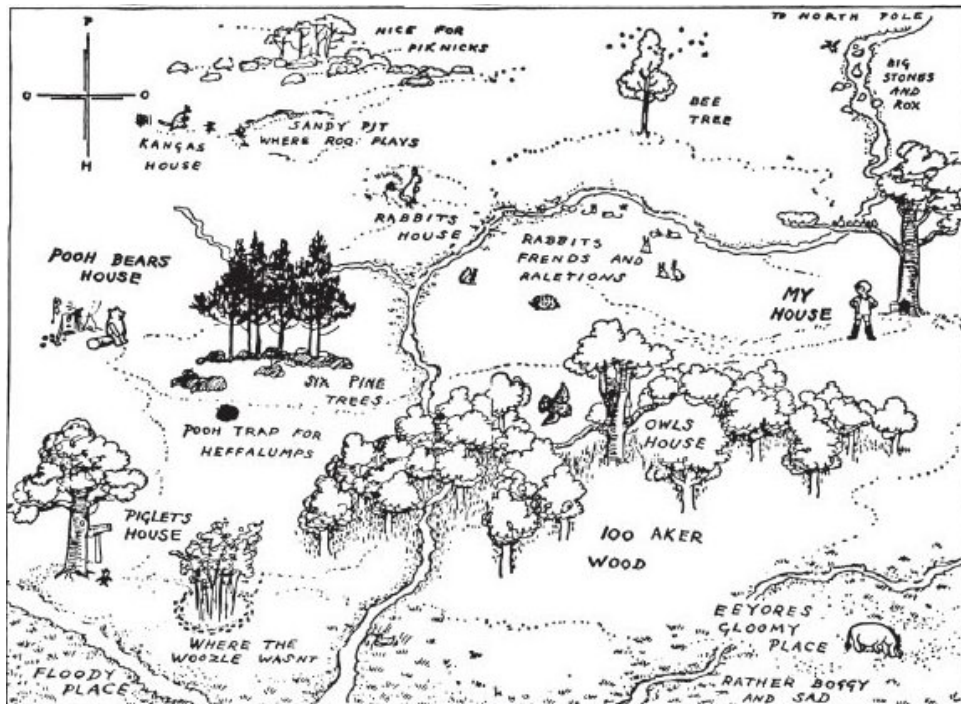 P
O O
H
NICE FOR
PIKNICKS
TO NORTH POLE
BIG
STONES
AND
ROX
BEE
TREE
KANGAS
HOUSE
SANDY PIT
WHERE ROO PLAYS
RABBITS
HOUSE
RABBITS
FRENDS AND
RALETIONS
POOH BEARS
HOUSE
MY
HOUSE
SIX PINE
TREES
POOH TRAP FOR
HEFFALUMPS
OWLS
HOUSE
PIGLETS
HOUSE
100 AKER
WOOD
WHERE THE
WOOZLE WASNT
FLOODY
PLACE
EEYORES
GLOOMY
PLACE
RATHER BOGGY
AND SAD